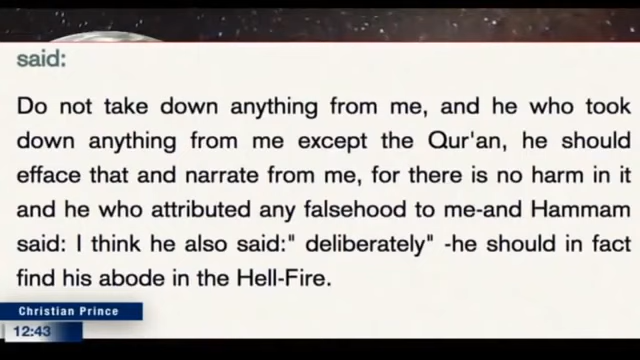 said:
Do not take down anything from me, and he who took
down anything from me except the Qur'an, he should
efface that and narrate from me, for there is no harm in it
and he who attributed any falsehood to me-and Hammam
said: I think he also said:" deliberately" -he should in fact
find his abode in the Hell-Fire.
Christian Prince
12:43